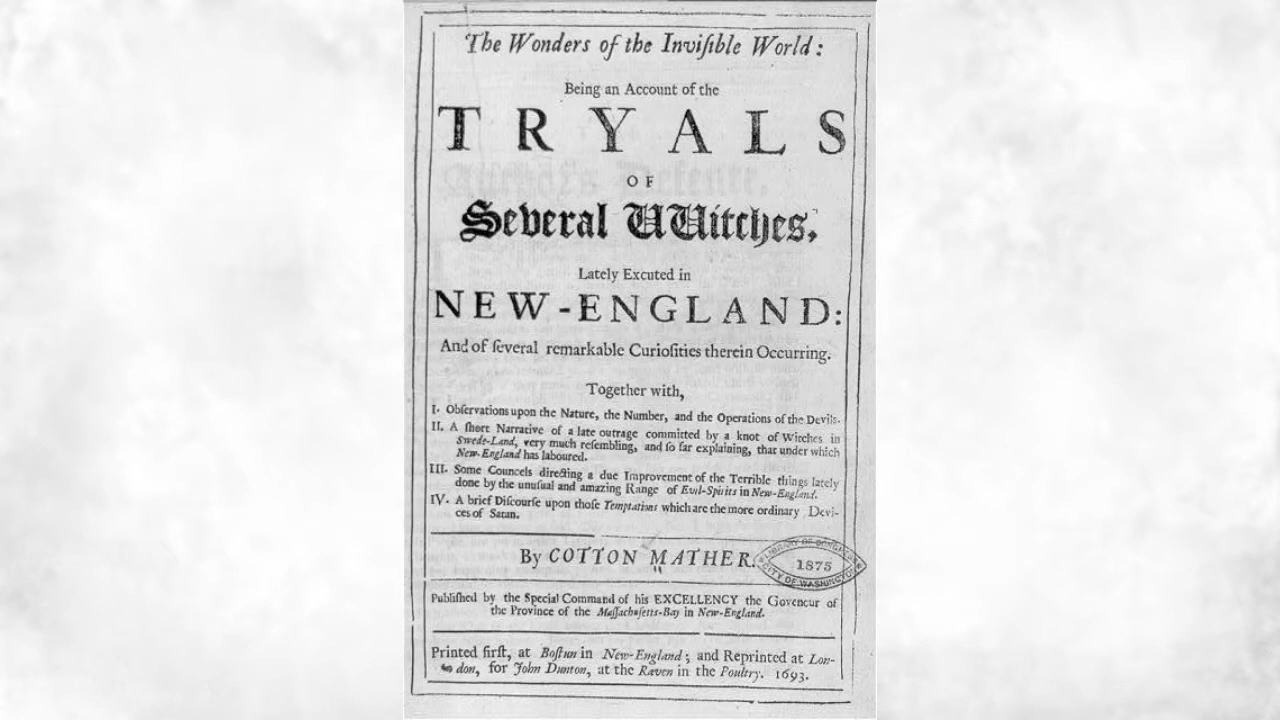 The Wonders of the Inviſible World:
Being an Account of the
TRYALS
OF
Several UUitches,
Lately Excuted in
NEW-ENGLAND:
And of ſeveral remarkable Curioſities therein Occurring.
Together with,
I. Obſervations upon the Nature, the Number, and the Operations of the Devils.
II. A ſhort Narrative of a late outrage committed by a knot of Witches in
Swede-Land, very much reſembling, and ſo far explaining, that under which
New-England has laboured.
III. Some Councels directing a due Improvement of the Terrible things lately
done by the unuſual and amazing Range of Evil-Spirits in New-England.
IV. A brief Diſcourſe upon thoſe Temptations which are the more ordinary Devi-
ces of Satan.
By COTTON MATHER.
LIBRARY OF CONGRESS
1875
CITY OF WASHINGTON
Publiſhed by the Special Command of his EXCELLENCY the Goveneur of
the Province of the Maſſachuſetts-Bay in New-England.
Printed firſt, at Boſtun in New-England; and Reprinted at Lon-
don, for John Dunton, at the Raven in the Poultry. 1693.